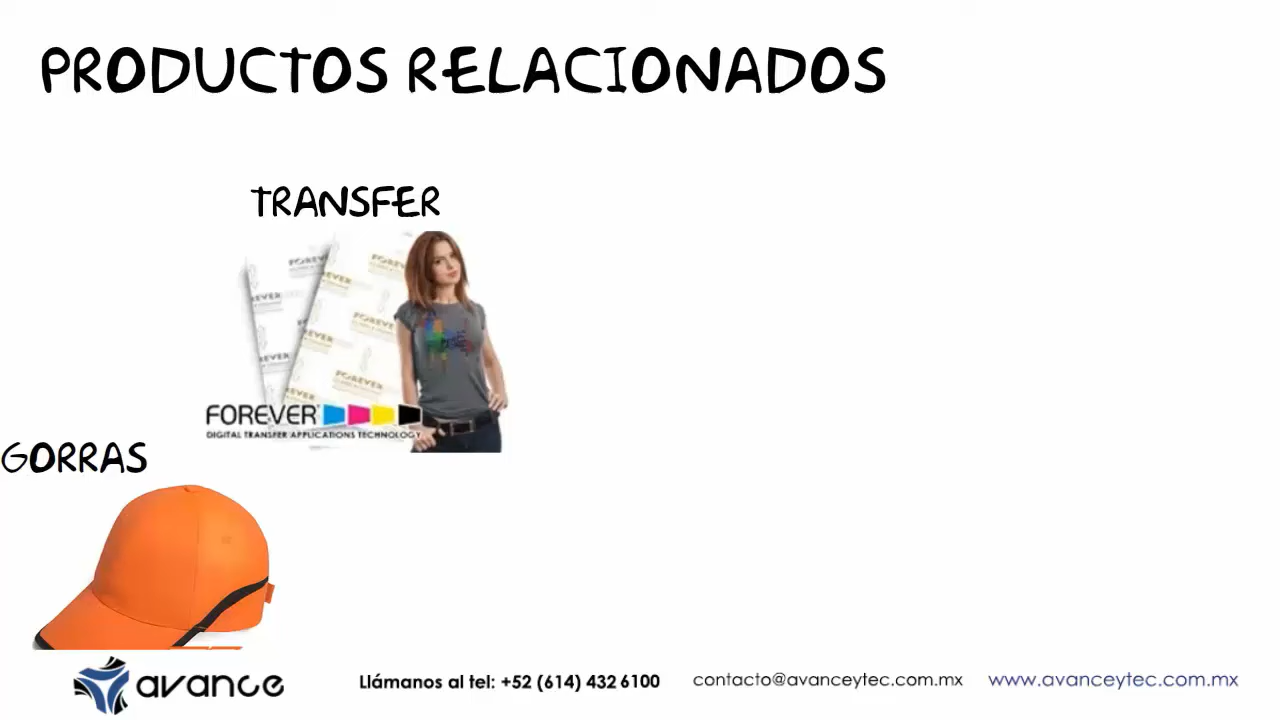 PRODUCTOS RELACIONADOS
TRANSFER
FOREVER
DIGITAL TRANSFER APPLICATIONS TECHNOLOGY
GORRAS
avance
Llámanos al tel: +52 (614) 432 6100
contacto@avanceytec.com.mx
www.avanceytec.com.mx